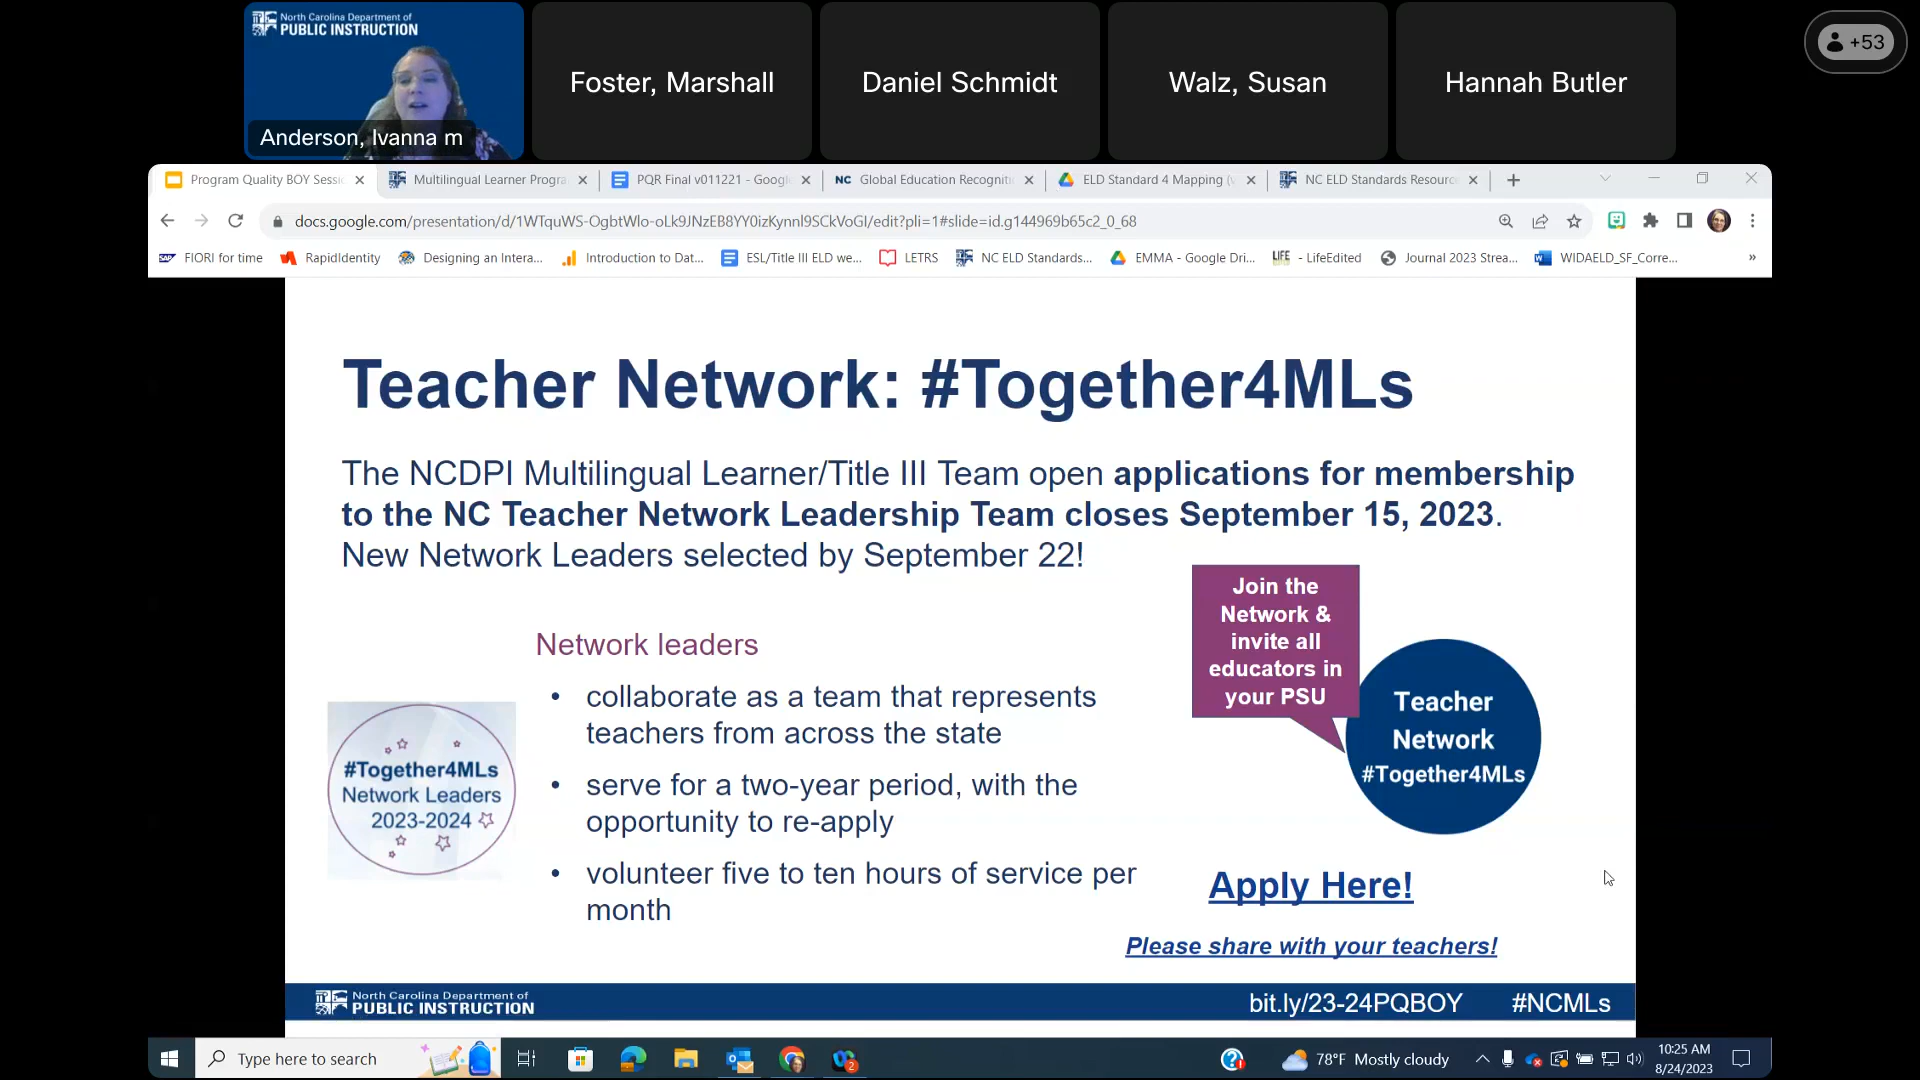 North Carolina Department of
PUBLIC INSTRUCTION
Anderson, Ivanna m
Foster, Marshall
Daniel Schmidt
Walz, Susan
Hannah Butler
+53
Program Quality BOY Sessi
Multilingual Learner Progra
PQR Final v011221 - Googl
NC Global Education Recogniti
ELD Standard 4 Mapping (v
NC ELD Standards Resourc
docs.google.com/presentation/d/1WTquWS-OgbtWlo-oLk9JNzEB8YY0izKynnl9SCkVoGI/edit?pli=1#slide=id.g144969b65c2_0_68
SAP FIORI for time
RapidIdentity
Designing an Intera...
Introduction to Dat...
ESL/Title III ELD we...
LETRS
NC ELD Standards...
EMMA - Google Dri...
LIFE - LifeEdited
Journal 2023 Strea...
WIDAELD_SF_Corre...
»
Teacher Network: #Together4MLs
The NCDPI Multilingual Learner/Title III Team open applications for membership
to the NC Teacher Network Leadership Team closes September 15, 2023.
New Network Leaders selected by September 22!
Join the
Network &
invite all
educators in
your PSU
Teacher
Network
#Together4MLs
Network leaders
• collaborate as a team that represents
teachers from across the state
• serve for a two-year period, with the
opportunity to re-apply
• volunteer five to ten hours of service per
month
#Together4MLs
Network Leaders
2023-2024
Apply Here!
Please share with your teachers!
North Carolina Department of
PUBLIC INSTRUCTION
bit.ly/23-24PQBOY
#NCMLs
Type here to search
2
78°F Mostly cloudy
10:25 AM
8/24/2023